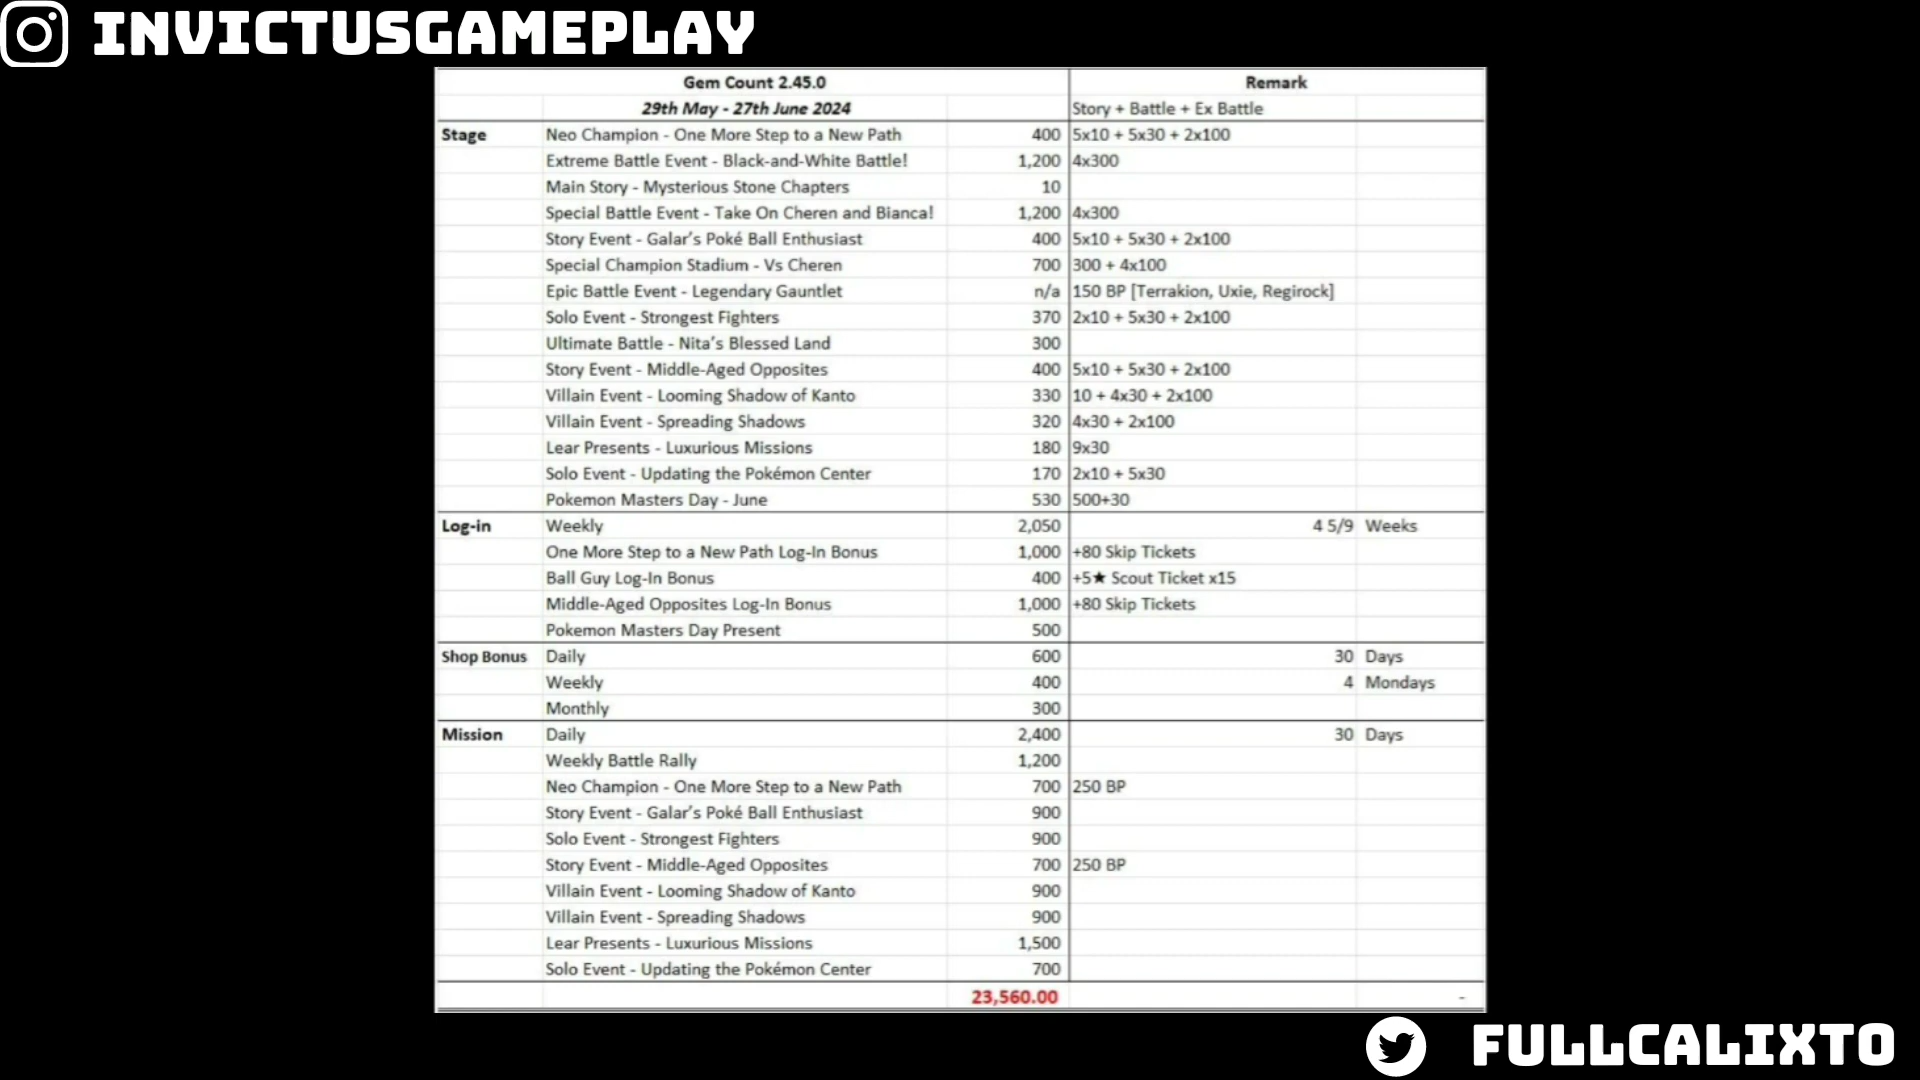 INVICTUSGAMEPLAY
Gem Count 2.45.0 Remark
29th May - 27th June 2024 Story + Battle + Ex Battle
Stage Neo Champion - One More Step to a New Path 400 5x10 + 5x30 + 2x100
Extreme Battle Event - Black-and-White Battle! 1,200 4x300
Main Story - Mysterious Stone Chapters 10
Special Battle Event - Take On Cheren and Bianca! 1,200 4x300
Story Event - Galar's Poké Ball Enthusiast 400 5x10 + 5x30 + 2x100
Special Champion Stadium - Vs Cheren 700 300 + 4x100
Epic Battle Event - Legendary Gauntlet n/a 150 BP [Terrakion, Uxie, Regirock]
Solo Event - Strongest Fighters 370 2x10 + 5x30 + 2x100
Ultimate Battle - Nita's Blessed Land 300
Story Event - Middle-Aged Opposites 400 5x10 + 5x30 + 2x100
Villain Event - Looming Shadow of Kanto 330 10 + 4x30 + 2x100
Villain Event - Spreading Shadows 320 4x30 + 2x100
Lear Presents - Luxurious Missions 180 9x30
Solo Event - Updating the Pokémon Center 170 2x10 + 5x30
Pokemon Masters Day - June 530 500+30
Log-in Weekly 2,050 4 5/9 Weeks
One More Step to a New Path Log-In Bonus 1,000 +80 Skip Tickets
Ball Guy Log-In Bonus 400 +5★ Scout Ticket x15
Middle-Aged Opposites Log-In Bonus 1,000 +80 Skip Tickets
Pokemon Masters Day Present 500
Shop Bonus Daily 600 30 Days
Weekly 400 4 Mondays
Monthly 300
Mission Daily 2,400 30 Days
Weekly Battle Rally 1,200
Neo Champion - One More Step to a New Path 700 250 BP
Story Event - Galar's Poké Ball Enthusiast 900
Solo Event - Strongest Fighters 900
Story Event - Middle-Aged Opposites 700 250 BP
Villain Event - Looming Shadow of Kanto 900
Villain Event - Spreading Shadows 900
Lear Presents - Luxurious Missions 1,500
Solo Event - Updating the Pokémon Center 700
23,560.00 -
FULLCALIXTO